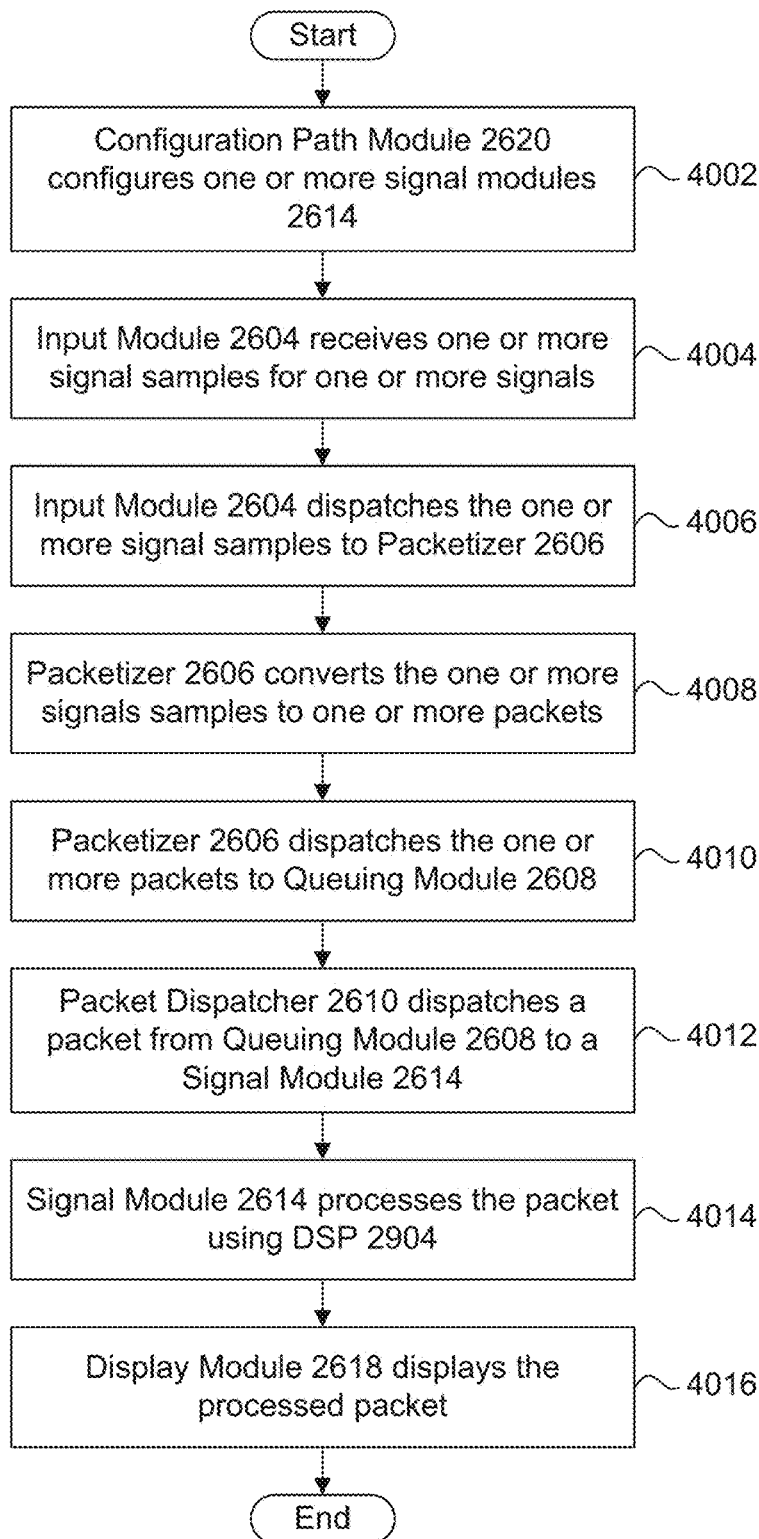 Start
Configuration Path Module 2620
configures one or more signal modules
2614
4002
Input Module 2604 receives one or more
signal samples for one or more signals
4004
Input Module 2604 dispatches the one or
more signal samples to Packetizer 2606
4006
Packetizer 2606 converts the one or more
signals samples to one or more packets
4008
Packetizer 2606 dispatches the one or
more packets to Queuing Module 2608
4010
Packet Dispatcher 2610 dispatches a
packet from Queuing Module 2608 to a
Signal Module 2614
4012
Signal Module 2614 processes the packet
using DSP 2904
4014
Display Module 2618 displays the
processed packet
4016
End